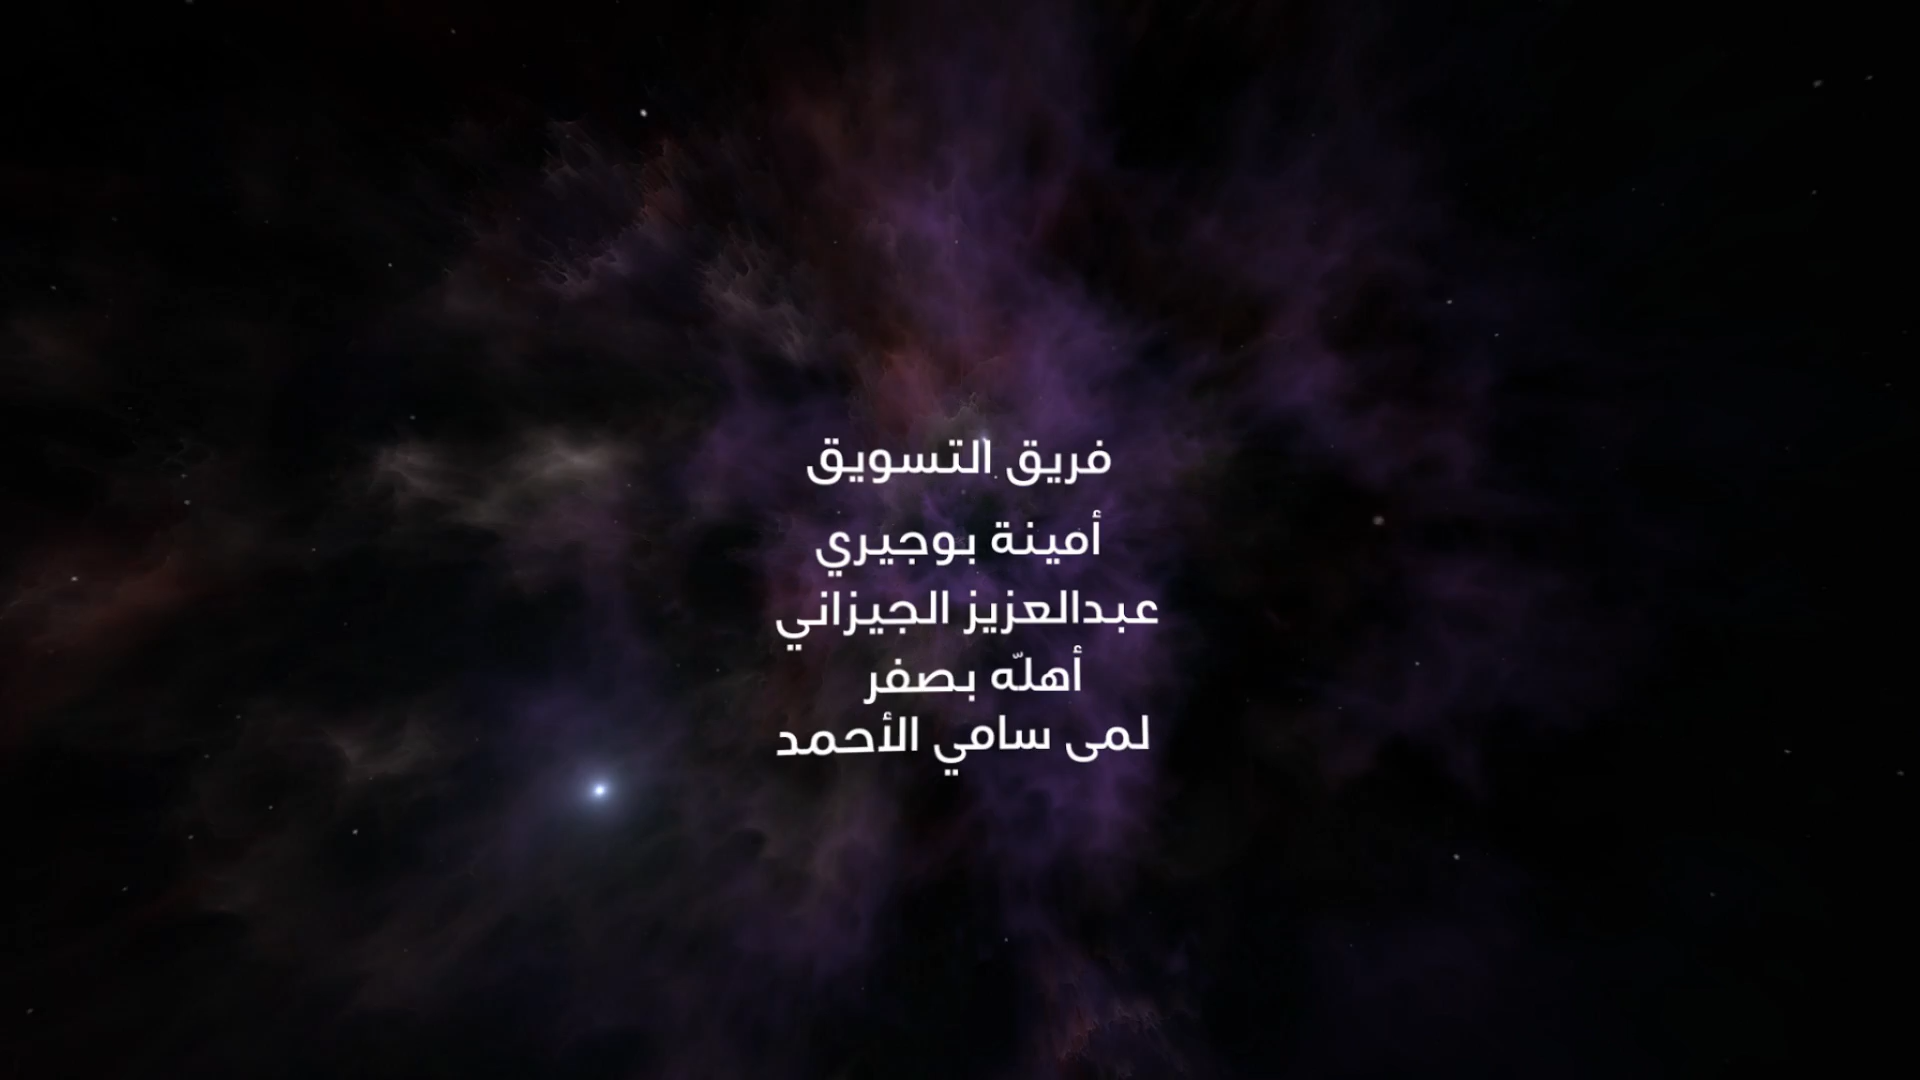 فريق التسويق
أمينة بوجيري
عبدالعزيز الجيزاني
أهلّه بصفر
لمى سامي الأحمد